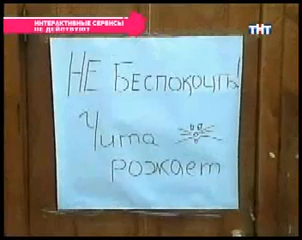 ИНТЕРАКТИВНЫЕ СЕРВИСЫ
НЕ ДЕЙСТВУЮТ
ТНТ
НЕ БЕСПОКОИТЬ!
Чита
рожает